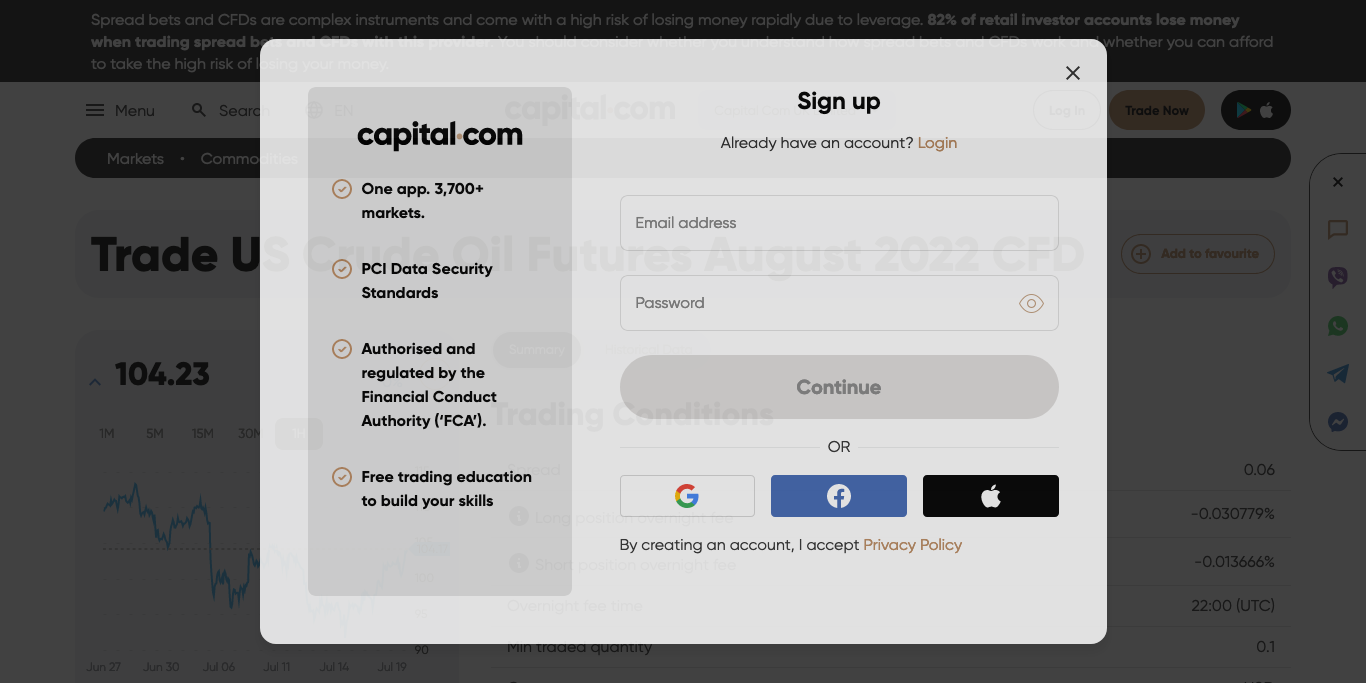 Spread bets and CFDs are complex instruments and come with a high risk of losing money rapidly due to leverage. 82% of retail investor accounts lose money
when trading spread bets and CFDs with this provider. You should consider whether you understand how spread bets and CFDs work and whether you can afford
to take the high risk of losing your money.
Menu Search EN capital.com Log In Trade Now
Markets • Commodities
Trade US Crude Oil Futures August 2022 CFD
Add to favourite
104.23
1M 5M 15M 30M 1H
90
Jun 27 Jun 30 Jul 06 Jul 11 Jul 14 Jul 19
Summary
Trading Conditions
Spread 0.06
Long position overnight fee -0.030779%
Short position overnight fee -0.013666%
Overnight fee time 22:00 (UTC)
Min traded quantity 0.1
capital.com
One app. 3,700+
markets.
PCI Data Security
Standards
Authorised and
regulated by the
Financial Conduct
Authority (‘FCA’).
Free trading education
to build your skills
Sign up
Already have an account? Login
Email address
Password
Continue
OR
By creating an account, I accept Privacy Policy